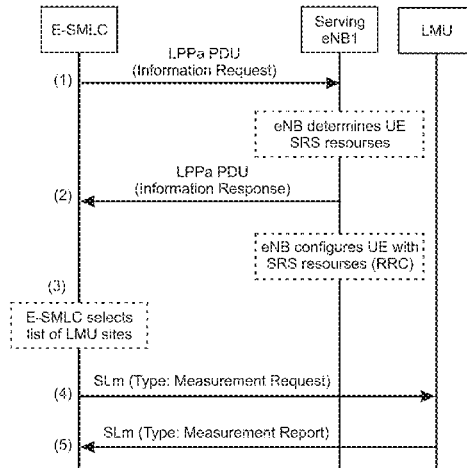 E-SMLC
Serving
eNB1
LMU
(1)
LPPa PDU
(Information Request)
eNB determines UE
SRS resourses
(2)
LPPa PDU
(Information Response)
eNB configures UE with
SRS resourses (RRC)
(3)
E-SMLC selects
list of LMU sites
(4)
SLm (Type: Measurement Request)
(5)
SLm (Type: Measurement Report)